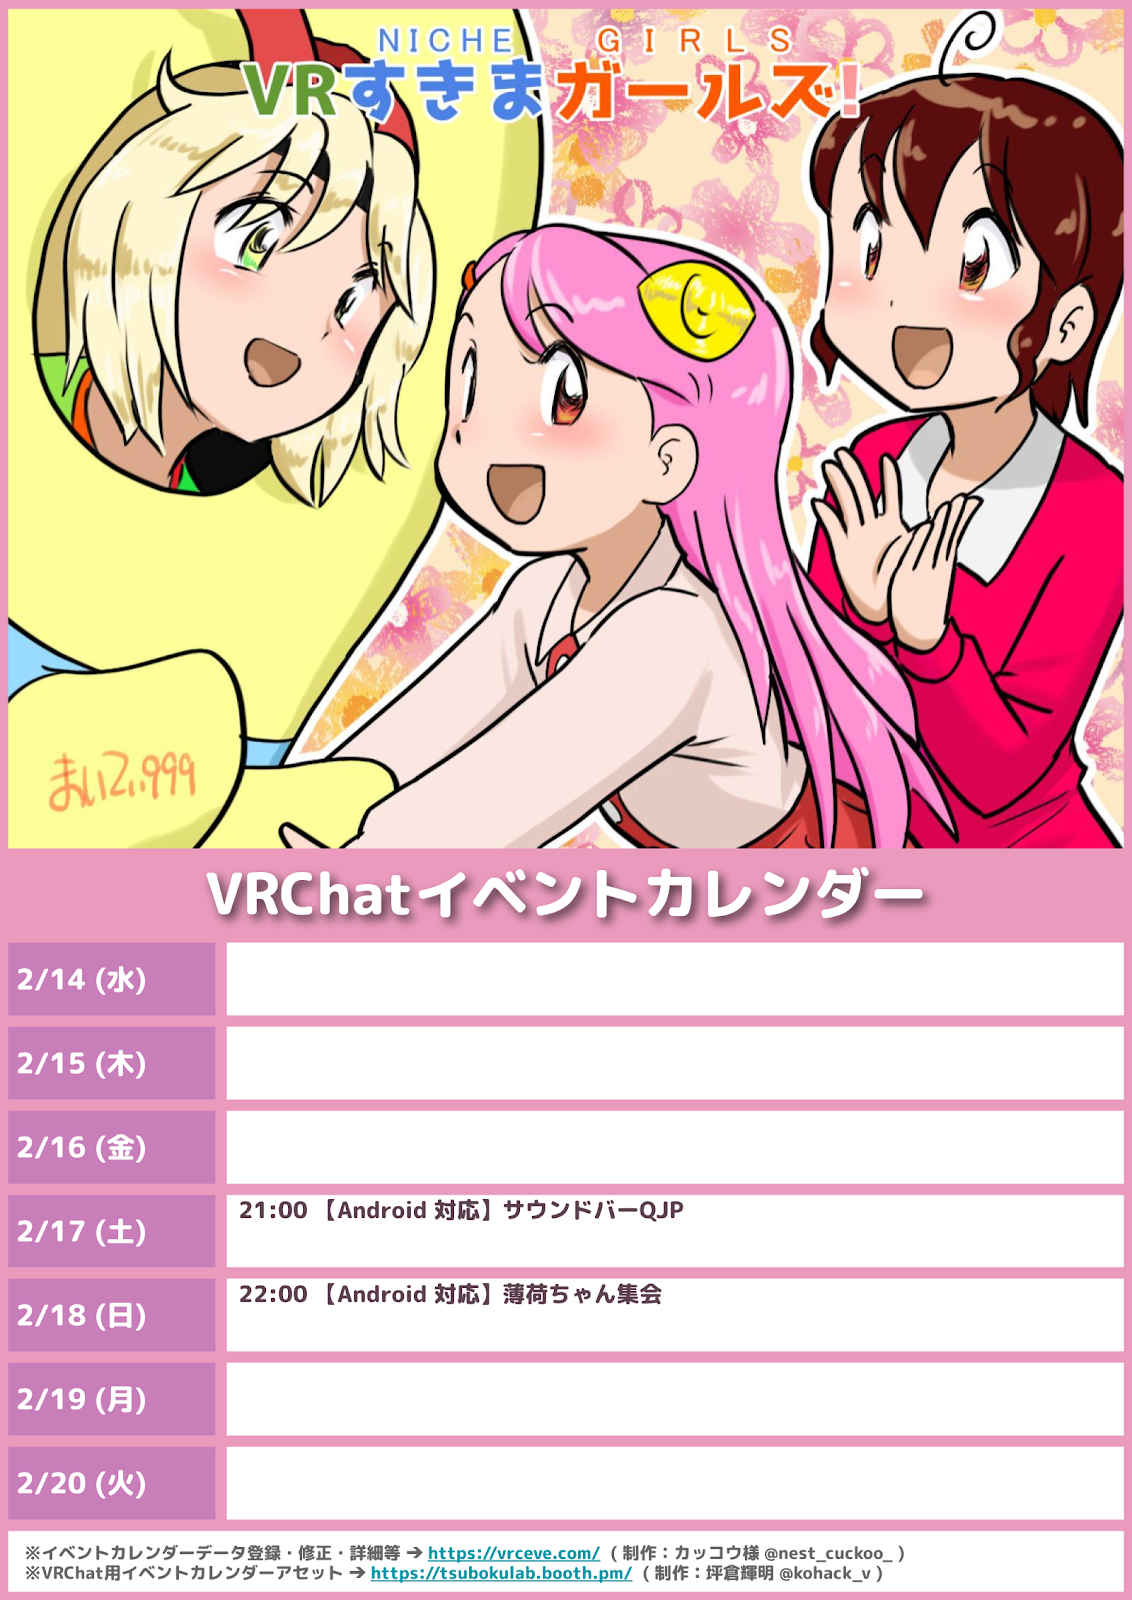 NICHE GIRLS
VRすきまガールズ!
まいこぃ999
VRChatイベントカレンダー
2/14 (水)
2/15 (木)
2/16 (金)
2/17 (土)
21:00 【Android 対応】サウンドバーQJP
2/18 (日)
22:00 【Android 対応】薄荷ちゃん集会
2/19 (月)
2/20 (火)
※イベントカレンダーデータ登録・修正・詳細等 ➔ https://vrceve.com/ ( 制作：カッコウ様 @nest_cuckoo_ )
※VRChat用イベントカレンダーアセット ➔ https://tsubokulab.booth.pm/ ( 制作：坪倉輝明 @kohack_v )